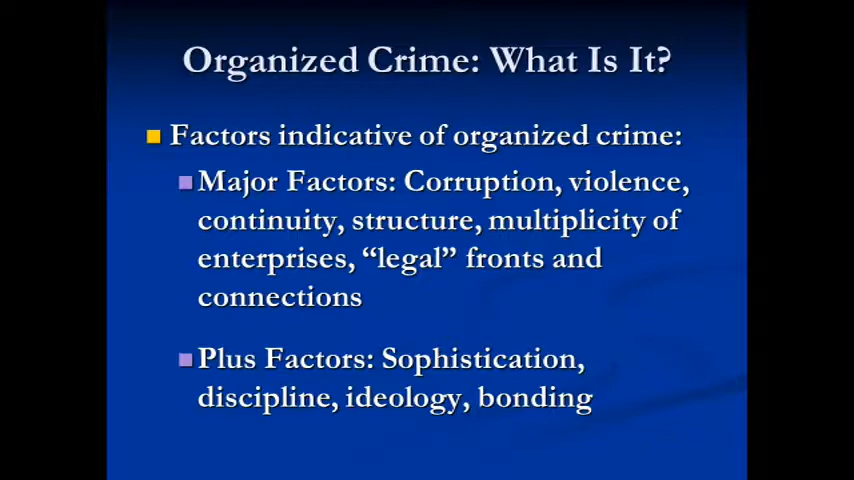 Organized Crime: What Is It?
Factors indicative of organized crime:
Major Factors: Corruption, violence,
continuity, structure, multiplicity of
enterprises, “legal” fronts and
connections
Plus Factors: Sophistication,
discipline, ideology, bonding